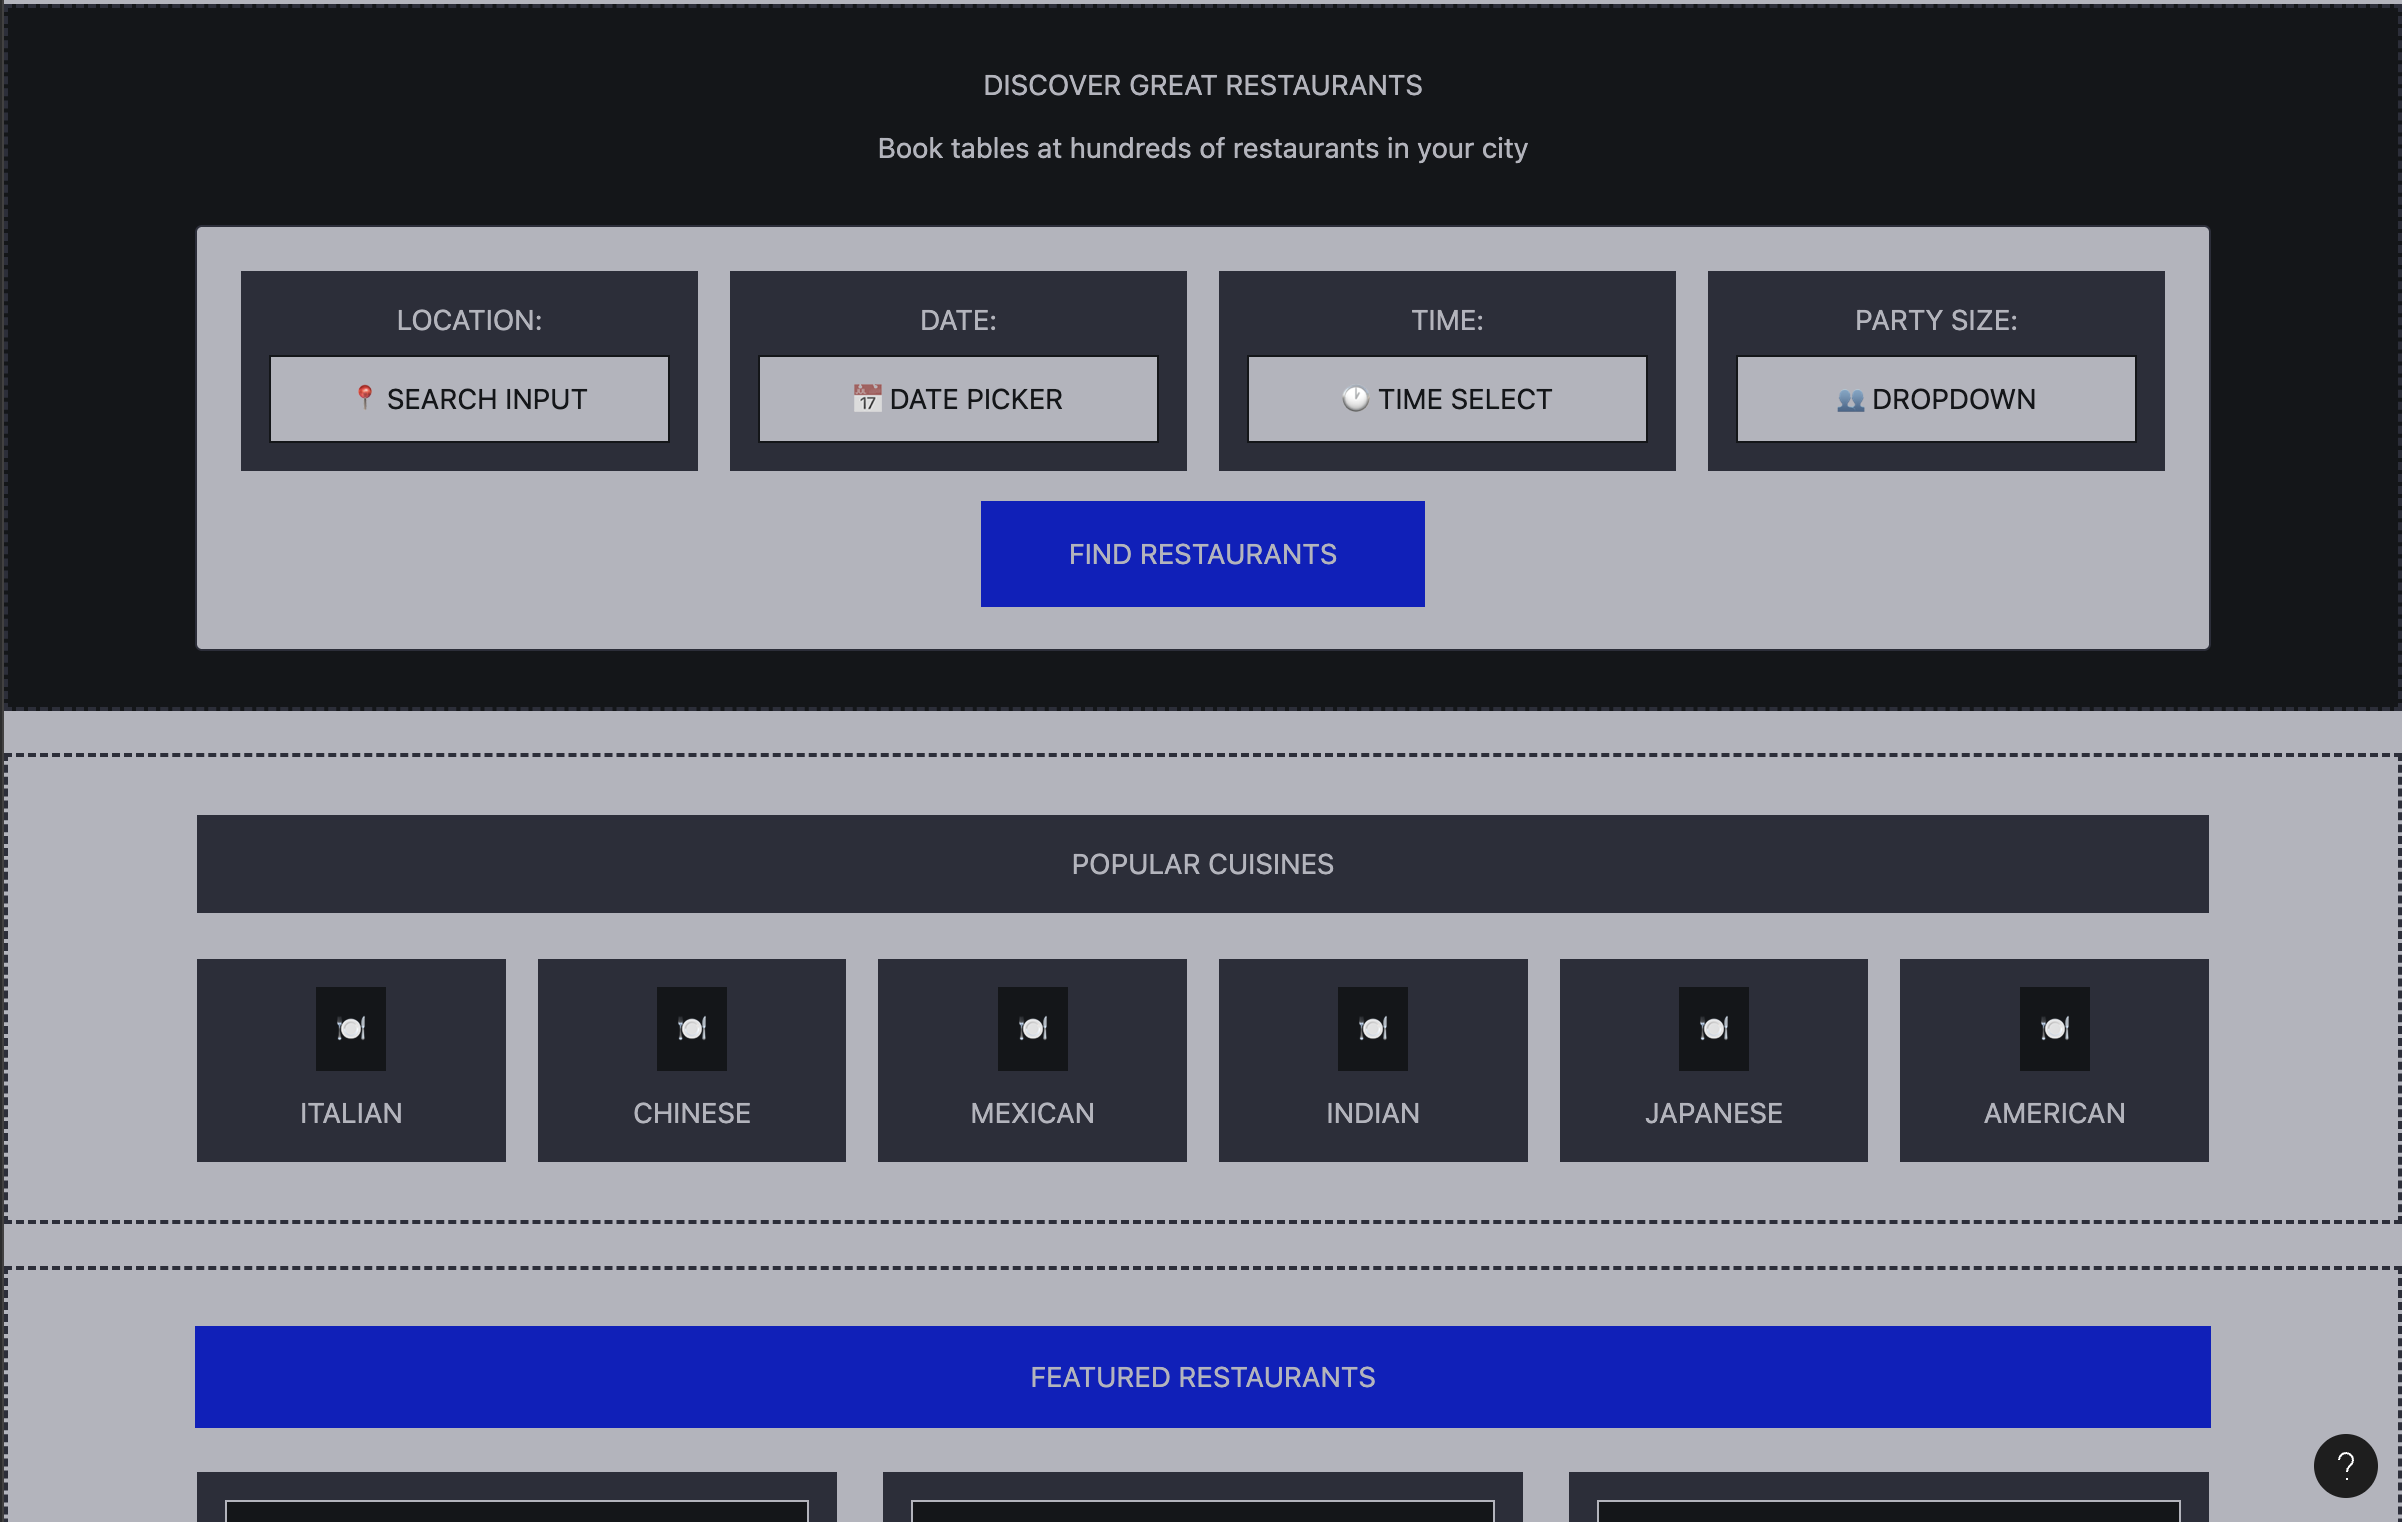 DISCOVER GREAT RESTAURANTS
Book tables at hundreds of restaurants in your city
LOCATION:
📍 SEARCH INPUT
DATE:
📅 DATE PICKER
TIME:
🕐 TIME SELECT
PARTY SIZE:
👥 DROPDOWN
FIND RESTAURANTS
POPULAR CUISINES
🍽️
ITALIAN
🍽️
CHINESE
🍽️
MEXICAN
🍽️
INDIAN
🍽️
JAPANESE
🍽️
AMERICAN
FEATURED RESTAURANTS
?